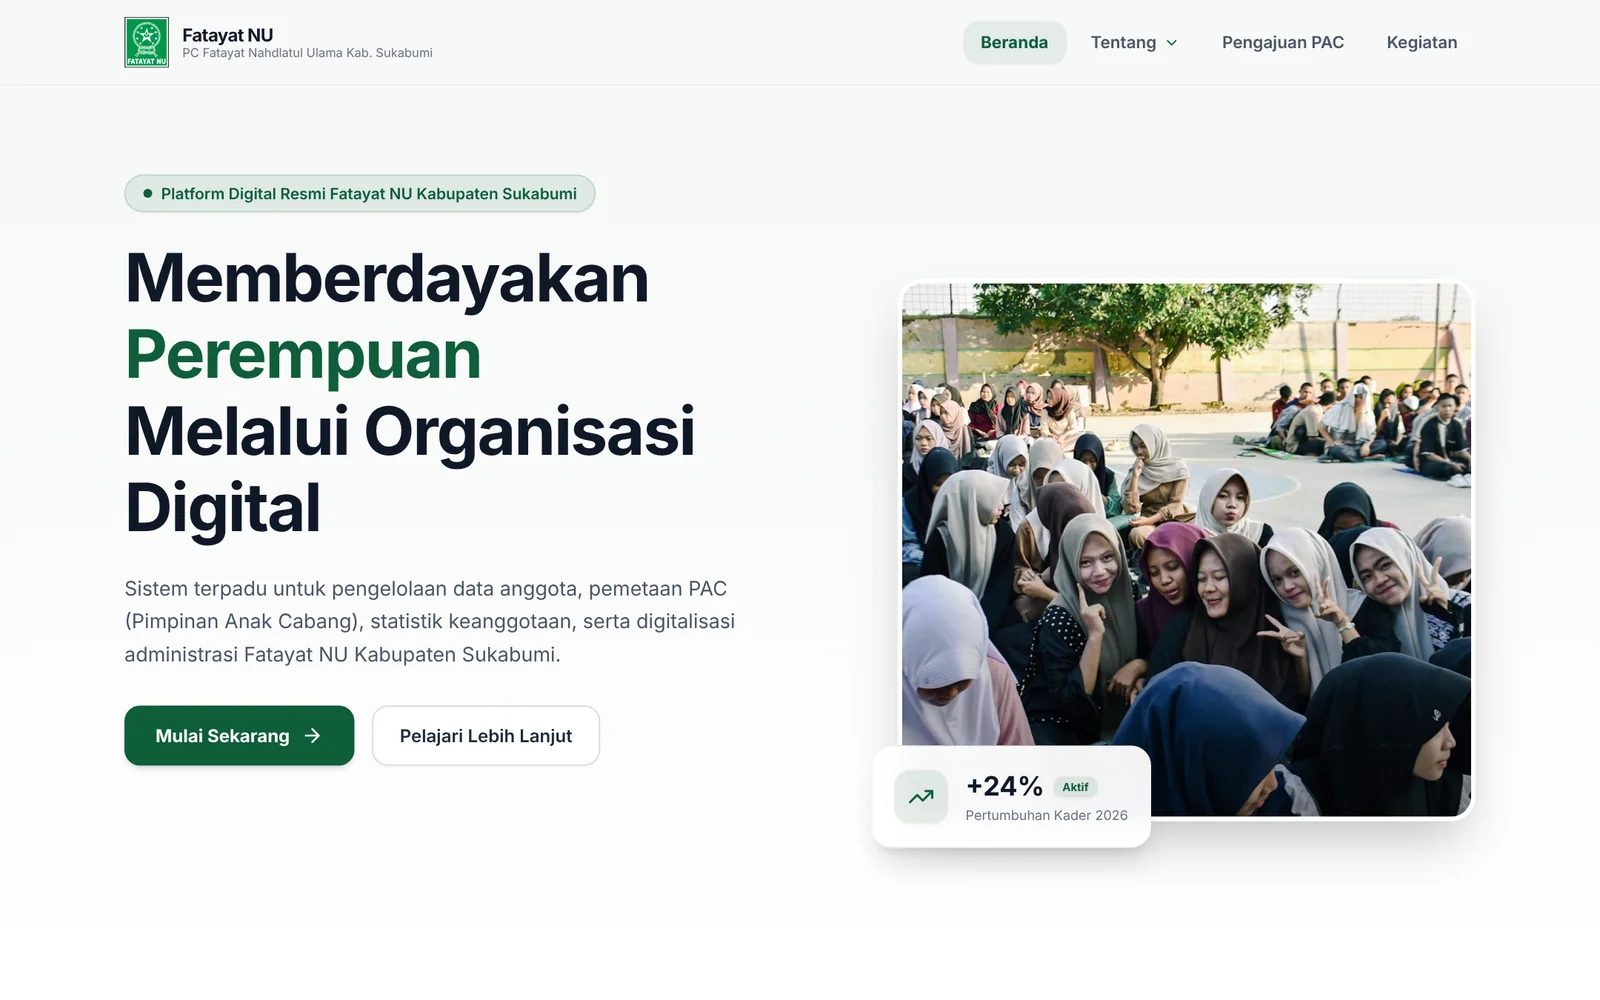 FATAYAT NU
Fatayat NU
PC Fatayat Nahdlatul Ulama Kab. Sukabumi
Beranda
Tentang
Pengajuan PAC
Kegiatan
Platform Digital Resmi Fatayat NU Kabupaten Sukabumi
Memberdayakan
Perempuan
Melalui Organisasi
Digital
Sistem terpadu untuk pengelolaan data anggota, pemetaan PAC
(Pimpinan Anak Cabang), statistik keanggotaan, serta digitalisasi
administrasi Fatayat NU Kabupaten Sukabumi.
Mulai Sekarang
Pelajari Lebih Lanjut
+24%
Aktif
Pertumbuhan Kader 2026